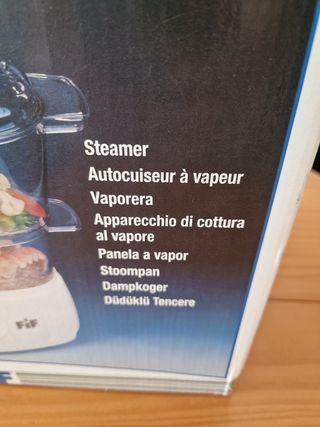 Steamer
Autocuiseur à vapeur
Vaporera
Apparecchio di cottura
al vapore
Panela a vapor
Stoompan
Dampkoger
Düdüklü Tencere
FiF